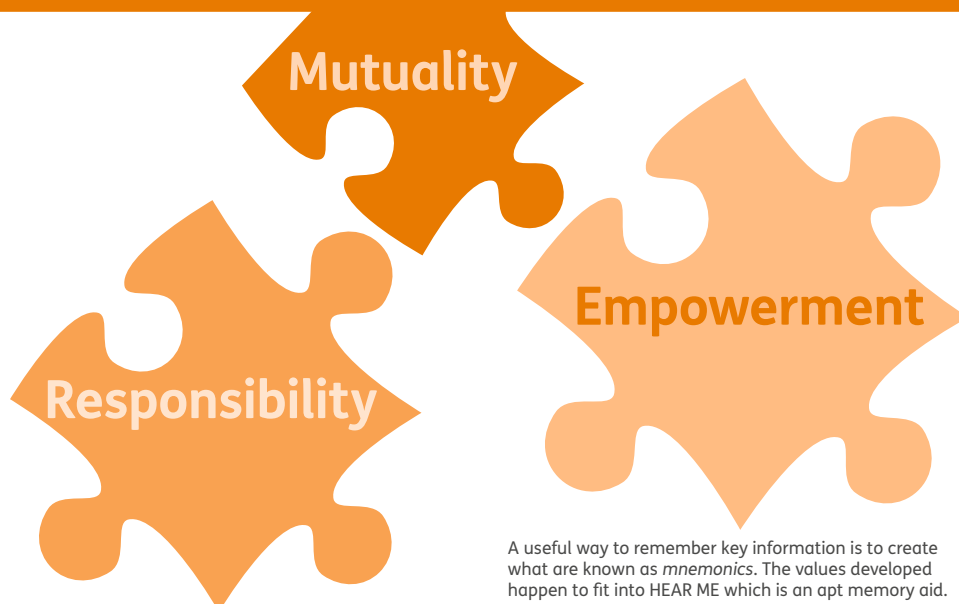 Mutuality
Empowerment
Responsibility
A useful way to remember key information is to create
what are known as mnemonics. The values developed
happen to fit into HEAR ME which is an apt memory aid.